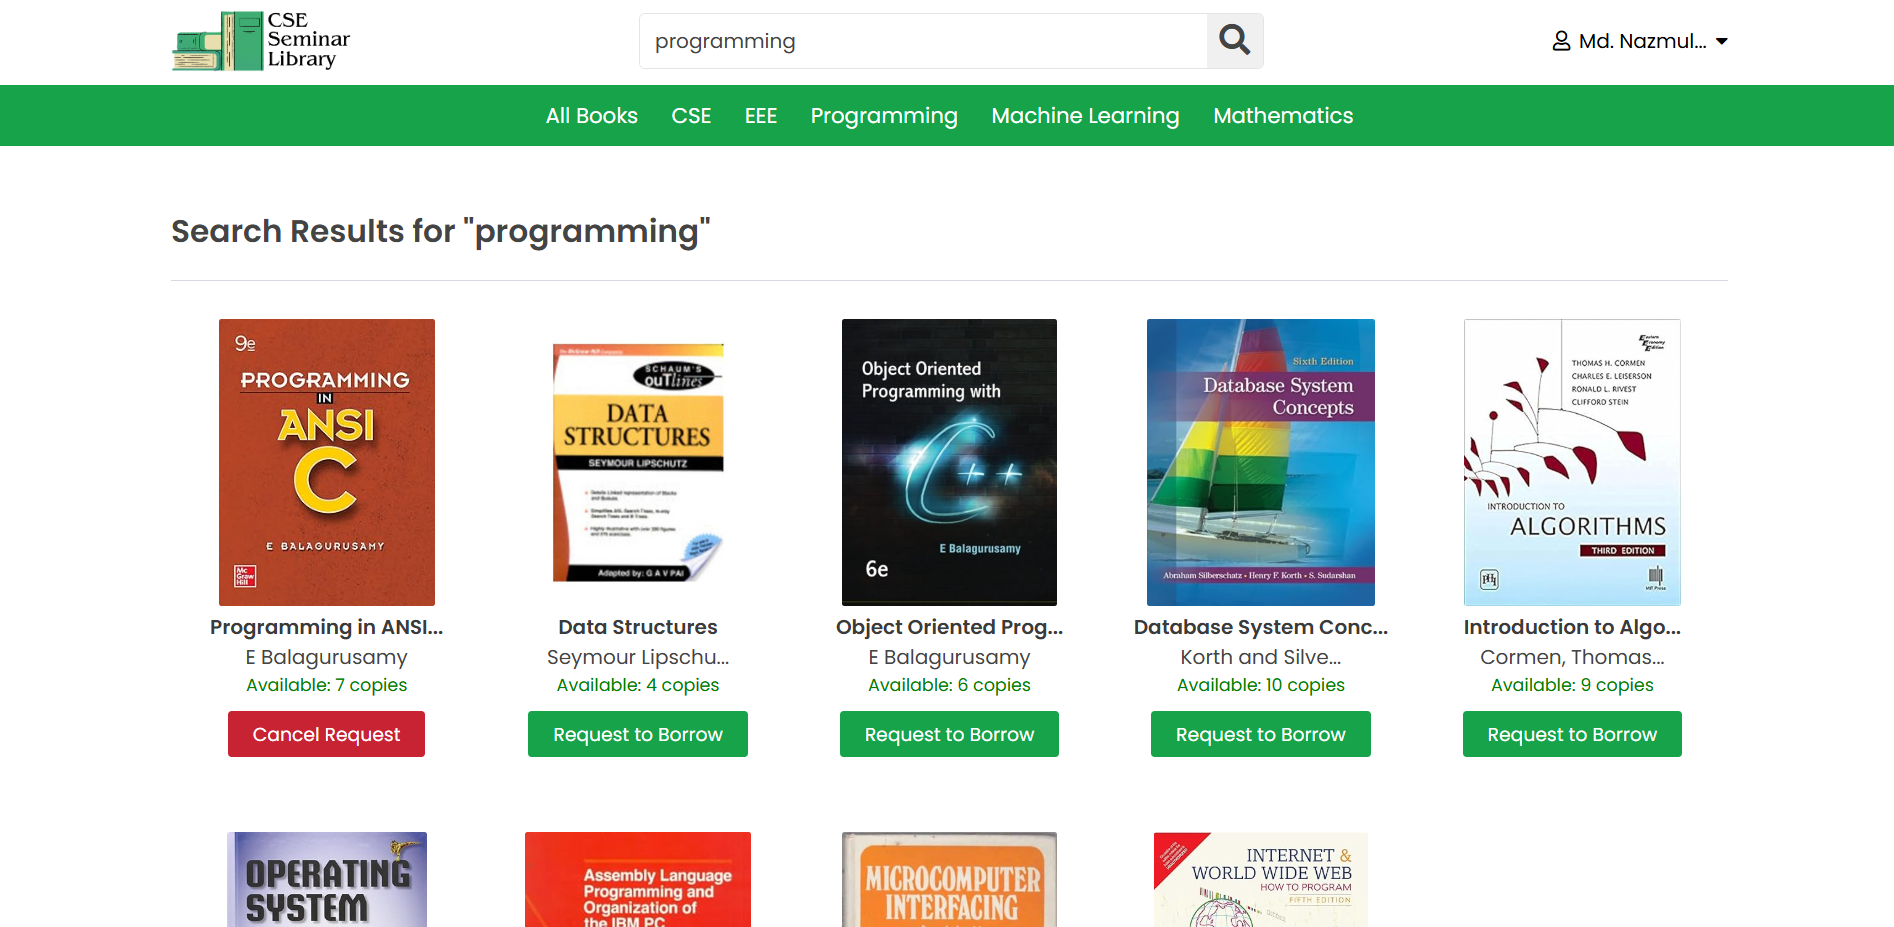 CSE
Seminar
Library
programming
Md. Nazmul...
All Books
CSE
EEE
Programming
Machine Learning
Mathematics
Search Results for "programming"
9e
PROGRAMMING
IN
ANSI
C
E BALAGURUSAMY
Mc
Graw
Hill
Programming in ANSI...
E Balagurusamy
Available: 7 copies
Cancel Request
SCHAUM'S
OUTlines
DATA
STRUCTURES
SEYMOUR LIPSCHUTZ
Adapted by: G A V PAI
Data Structures
Seymour Lipschu...
Available: 4 copies
Request to Borrow
Object Oriented
Programming with
C++
E Balagurusamy
6e
Object Oriented Prog...
E Balagurusamy
Available: 6 copies
Request to Borrow
Sixth Edition
Database System
Concepts
Abraham Silberschatz • Henry F. Korth • S. Sudarshan
Database System Conc...
Korth and Silve...
Available: 10 copies
Request to Borrow
Eastern
Economy
Edition
THOMAS H. CORMEN
CHARLES E. LEISERSON
RONALD L. RIVEST
CLIFFORD STEIN
INTRODUCTION TO
ALGORITHMS
THIRD EDITION
PHI
Introduction to Algo...
Cormen, Thomas...
Available: 9 copies
Request to Borrow
OPERATING
SYSTEM
Assembly Language
Programming and
Organization of
the IBM PC
MICROCOMPUTER
INTERFACING
INTERNET &
WORLD WIDE WEB
HOW TO PROGRAM
FIFTH EDITION